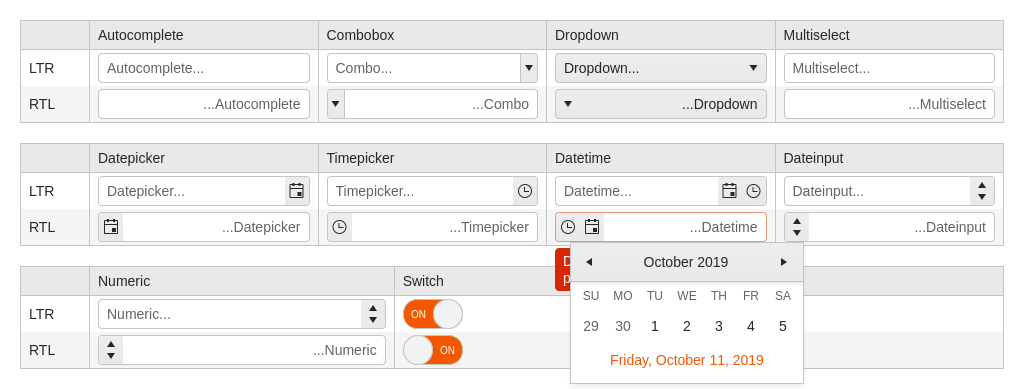 Autocomplete Combobox Dropdown Multiselect
LTR Autocomplete... Combo... Dropdown... Multiselect...
RTL ...Autocomplete ...Combo ...Dropdown ...Multiselect
Datepicker Timepicker Datetime Dateinput
LTR Datepicker... Timepicker... Datetime... Dateinput...
RTL ...Datepicker ...Timepicker ...Datetime ...Dateinput
October 2019
Numeric Switch
SU MO TU WE TH FR SA
LTR Numeric... ON
29 30 1 2 3 4 5
RTL ...Numeric ON
Friday, October 11, 2019